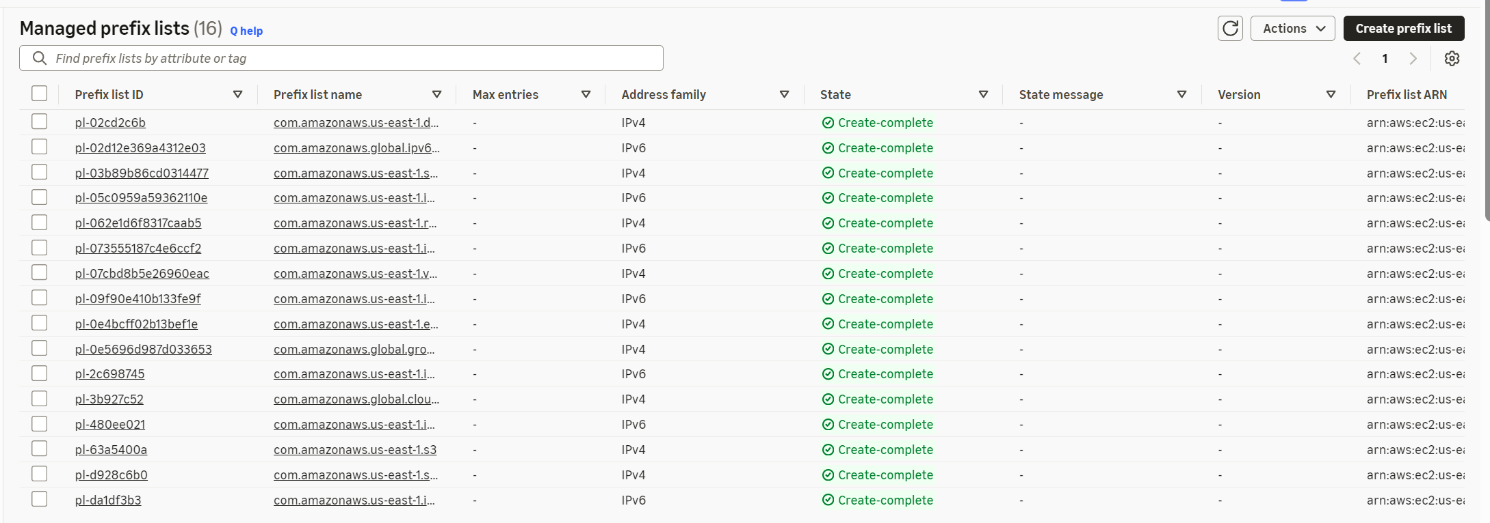 Managed prefix lists (16) Q help
Actions Create prefix list
Find prefix lists by attribute or tag
1
Prefix list ID Prefix list name Max entries Address family State State message Version Prefix list ARN
pl-02cd2c6b com.amazonaws.us-east-1.d... - IPv4 Create-complete - - arn:aws:ec2:us-ea
pl-02d12e369a4312e03 com.amazonaws.global.ipv6... - IPv6 Create-complete - - arn:aws:ec2:us-ea
pl-03b89b86cd0314477 com.amazonaws.us-east-1.s... - IPv4 Create-complete - - arn:aws:ec2:us-ea
pl-05c0959a59362110e com.amazonaws.us-east-1.i... - IPv6 Create-complete - - arn:aws:ec2:us-ea
pl-062e1d6f8317caab5 com.amazonaws.us-east-1.r... - IPv4 Create-complete - - arn:aws:ec2:us-ea
pl-073555187c4e6ccf2 com.amazonaws.us-east-1.i... - IPv6 Create-complete - - arn:aws:ec2:us-ea
pl-07cbd8b5e26960eac com.amazonaws.us-east-1.v... - IPv4 Create-complete - - arn:aws:ec2:us-ea
pl-09f90e410b133fe9f com.amazonaws.us-east-1.i... - IPv6 Create-complete - - arn:aws:ec2:us-ea
pl-0e4bcff02b13bef1e com.amazonaws.us-east-1.e... - IPv4 Create-complete - - arn:aws:ec2:us-ea
pl-0e5696d987d033653 com.amazonaws.global.gro... - IPv4 Create-complete - - arn:aws:ec2:us-ea
pl-2c698745 com.amazonaws.us-east-1.i... - IPv6 Create-complete - - arn:aws:ec2:us-ea
pl-3b927c52 com.amazonaws.global.clou... - IPv4 Create-complete - - arn:aws:ec2:us-ea
pl-480ee021 com.amazonaws.us-east-1.i... - IPv6 Create-complete - - arn:aws:ec2:us-ea
pl-63a5400a com.amazonaws.us-east-1.s3 - IPv4 Create-complete - - arn:aws:ec2:us-ea
pl-d928c6b0 com.amazonaws.us-east-1.s... - IPv4 Create-complete - - arn:aws:ec2:us-ea
pl-da1df3b3 com.amazonaws.us-east-1.i... - IPv6 Create-complete - - arn:aws:ec2:us-ea